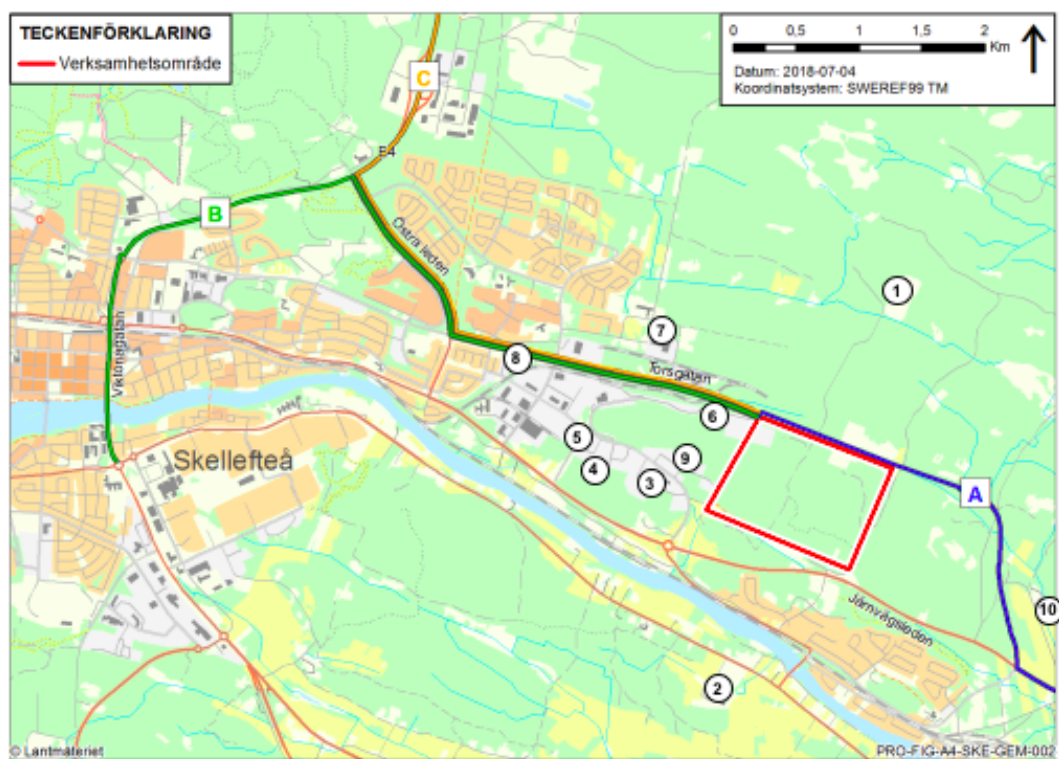 TECKENFÖRKLARING
Verksamhetsområde
0 0,5 1 1,5 2
Km
Datum: 2018-07-04
Koordinatsystem: SWEREF99 TM
C
E4
B
Östra leden
1
7
Viktoriagatan
8
Torsgatan
6
5
9
Skellefteå
4
3
A
10
Järnvägsleden
2
© Lantmäteriet
PRO-FIG-A4-SKE-GEM-002